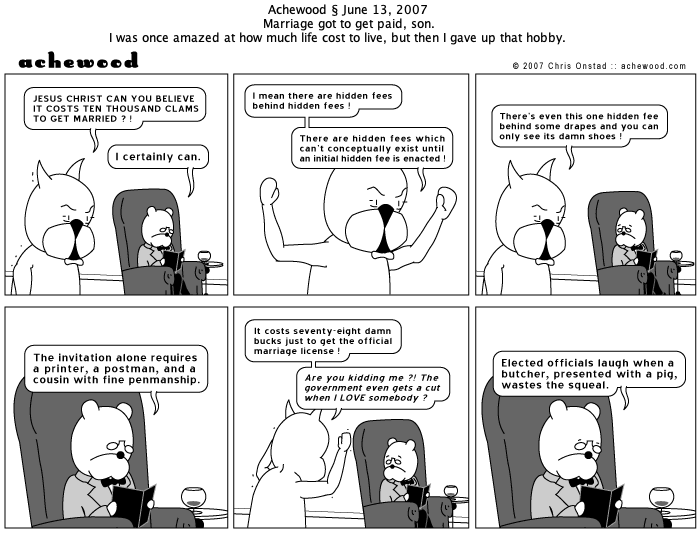 Achewood § June 13, 2007
Marriage got to get paid, son.
I was once amazed at how much life cost to live, but then I gave up that hobby.
achewood
© 2007 Chris Onstad :: achewood.com
JESUS CHRIST CAN YOU BELIEVE
IT COSTS TEN THOUSAND CLAMS
TO GET MARRIED ? !
I certainly can.
I mean there are hidden fees
behind hidden fees !
There are hidden fees which
can't conceptually exist until
an initial hidden fee is enacted !
There's even this one hidden fee
behind some drapes and you can
only see its damn shoes !
The invitation alone requires
a printer, a postman, and a
cousin with fine penmanship.
It costs seventy-eight damn
bucks just to get the official
marriage license !
Are you kidding me ?! The
government even gets a cut
when I LOVE somebody ?
Elected officials laugh when a
butcher, presented with a pig,
wastes the squeal.